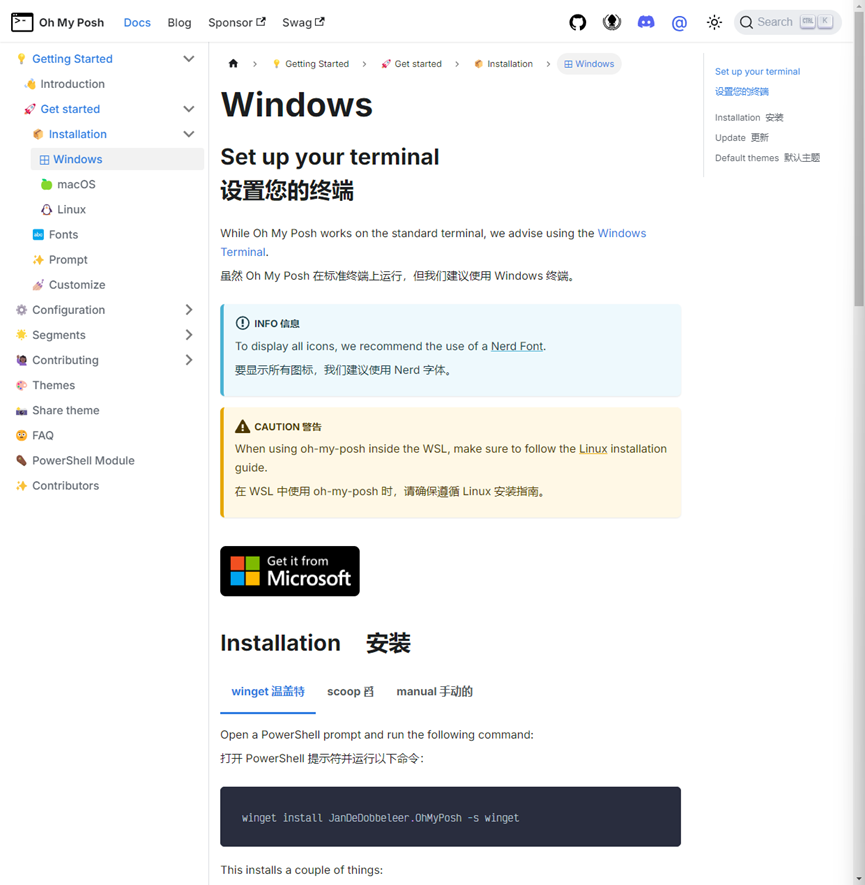 Oh My Posh Docs Blog Sponsor Swag Search CTRL K
Getting Started
Introduction
Get started
Installation
Windows
macOS
Linux
Fonts
Prompt
Customize
Configuration
Segments
Contributing
Themes
Share theme
FAQ
PowerShell Module
Contributors
Getting Started Get started Installation Windows
Windows
Set up your terminal
设置您的终端
While Oh My Posh works on the standard terminal, we advise using the Windows
Terminal.
虽然 Oh My Posh 在标准终端上运行，但我们建议使用 Windows 终端。
INFO 信息
To display all icons, we recommend the use of a Nerd Font.
要显示所有图标，我们建议使用 Nerd 字体。
CAUTION 警告
When using oh-my-posh inside the WSL, make sure to follow the Linux installation
guide.
在 WSL 中使用 oh-my-posh 时，请确保遵循 Linux 安装指南。
Get it from
Microsoft
Installation 安装
winget 温盖特 scoop 舀 manual 手动的
Open a PowerShell prompt and run the following command:
打开 PowerShell 提示符并运行以下命令：
winget install JanDeDobbeleer.OhMyPosh -s winget
This installs a couple of things:
Set up your terminal
设置您的终端
Installation 安装
Update 更新
Default themes 默认主题